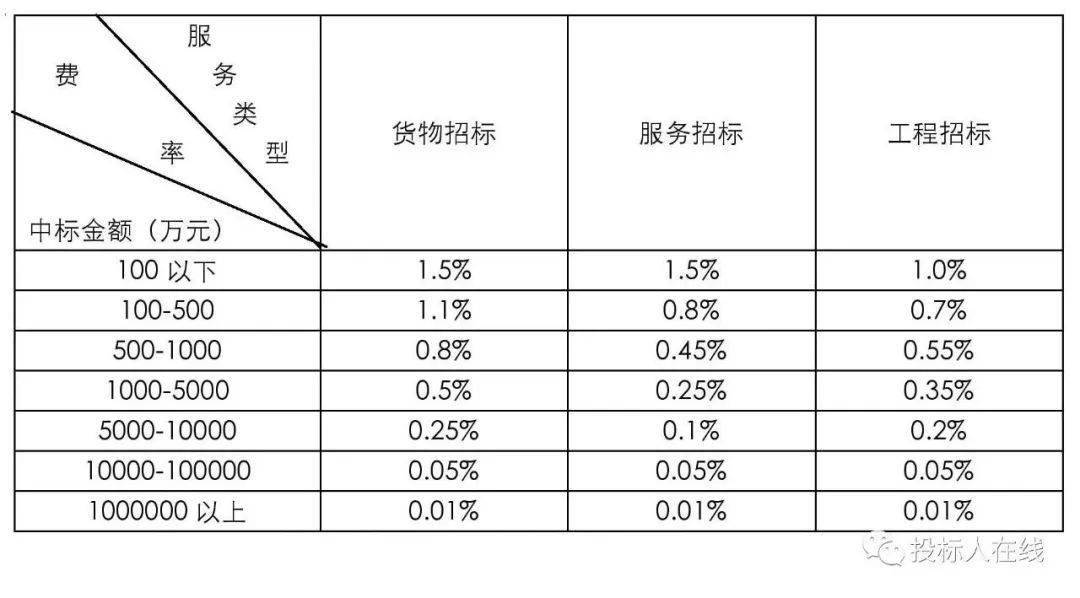 费 率
服务类型
中标金额（万元）
货物招标 服务招标 工程招标
100 以下 1.5% 1.5% 1.0%
100-500 1.1% 0.8% 0.7%
500-1000 0.8% 0.45% 0.55%
1000-5000 0.5% 0.25% 0.35%
5000-10000 0.25% 0.1% 0.2%
10000-100000 0.05% 0.05% 0.05%
1000000 以上 0.01% 0.01% 0.01%
投标人在线